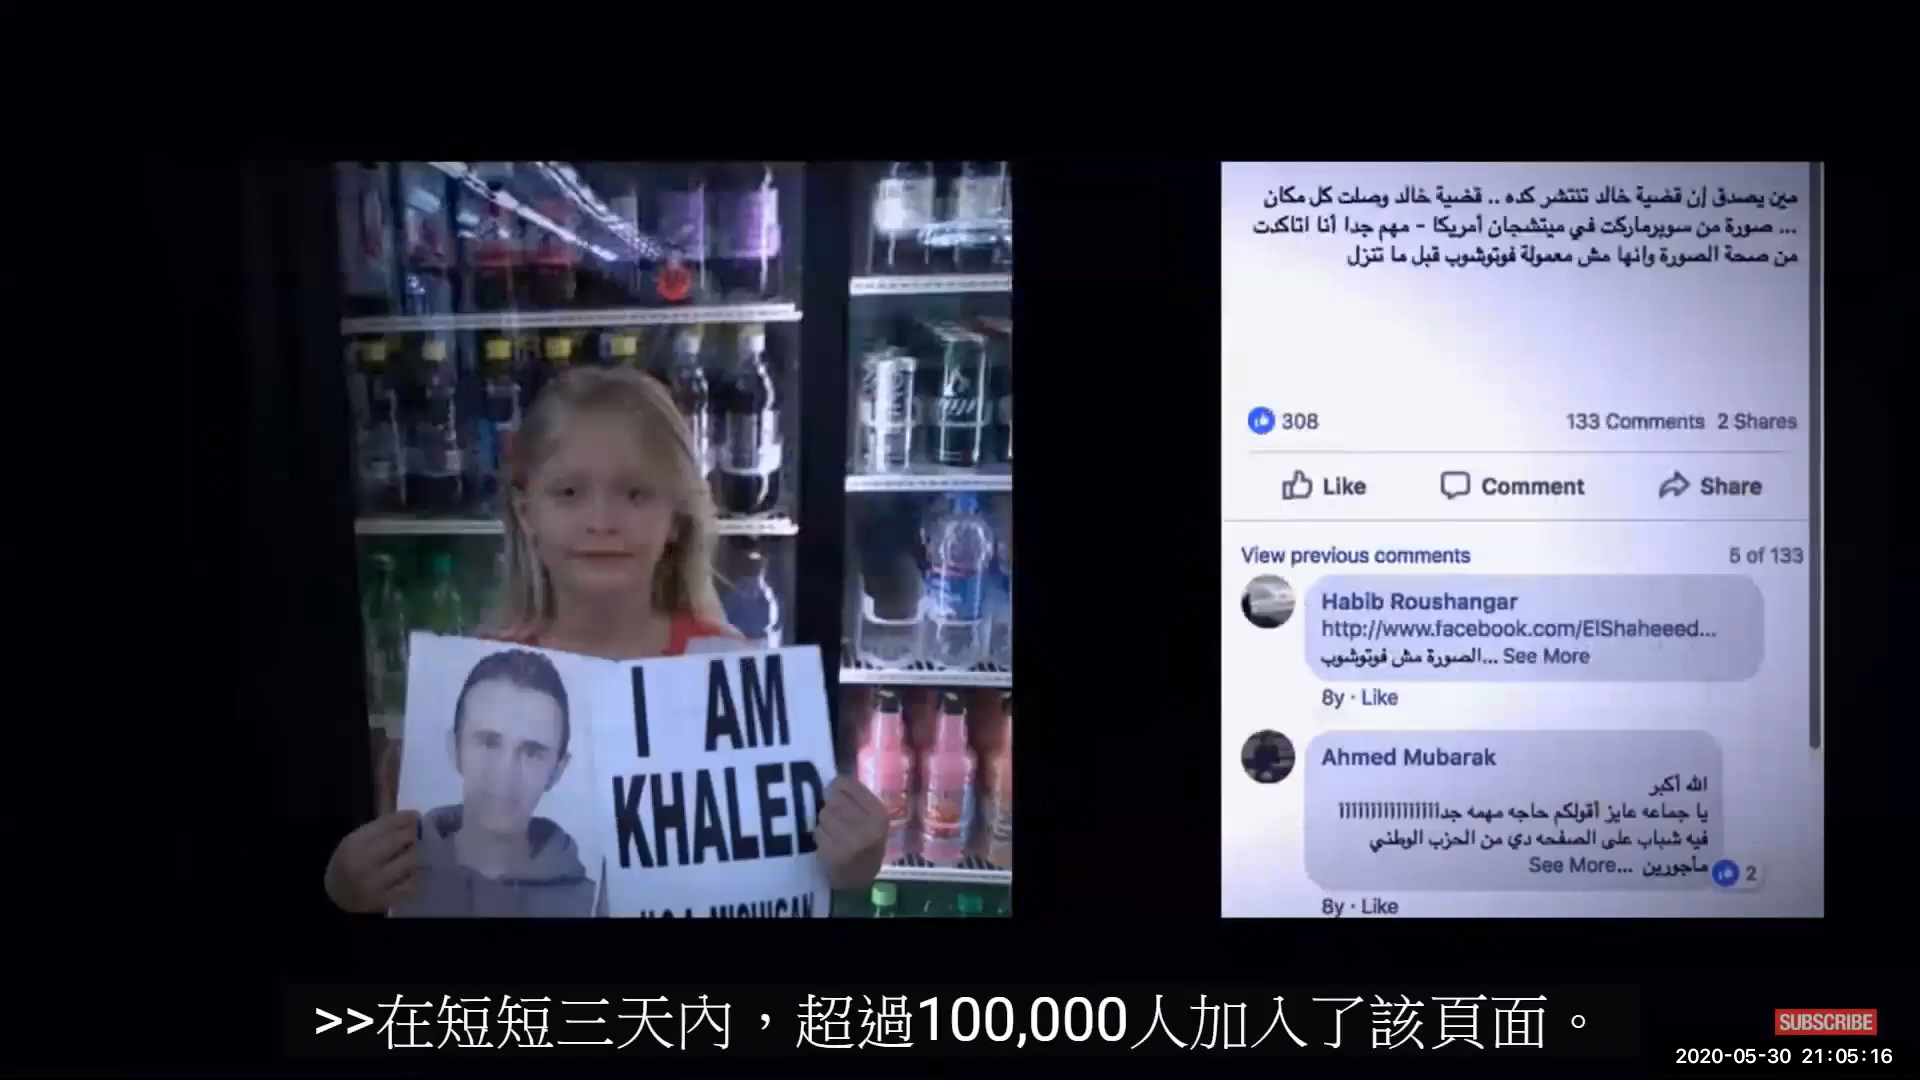 I AM
KHALED
U.S.A. MICHIGAN
مين يصدق إن قضية خالد تنتشر كده .. قضية خالد وصلت كل مكان
... صورة من سوبرماركت في ميتشجان أمريكا - مهم جدا أنا اتاكدت
من صحة الصورة وانها مش معمولة فوتوشوب قبل ما تنزل
308
133 Comments 2 Shares
Like Comment Share
View previous comments 5 of 133
Habib Roushangar
http://www.facebook.com/ElShaheeed...
الصورة مش فوتوشوب... See More
8y · Like
Ahmed Mubarak
الله أكبر
يا جماعه عايز أقولكم حاجه مهمه جداااااااااااااااااا
فيه شباب على الصفحه دي من الحزب الوطني
مأجورين ...See More
2
8y · Like
>>在短短三天內，超過100,000人加入了該頁面。
SUBSCRIBE
2020-05-30 21:05:16